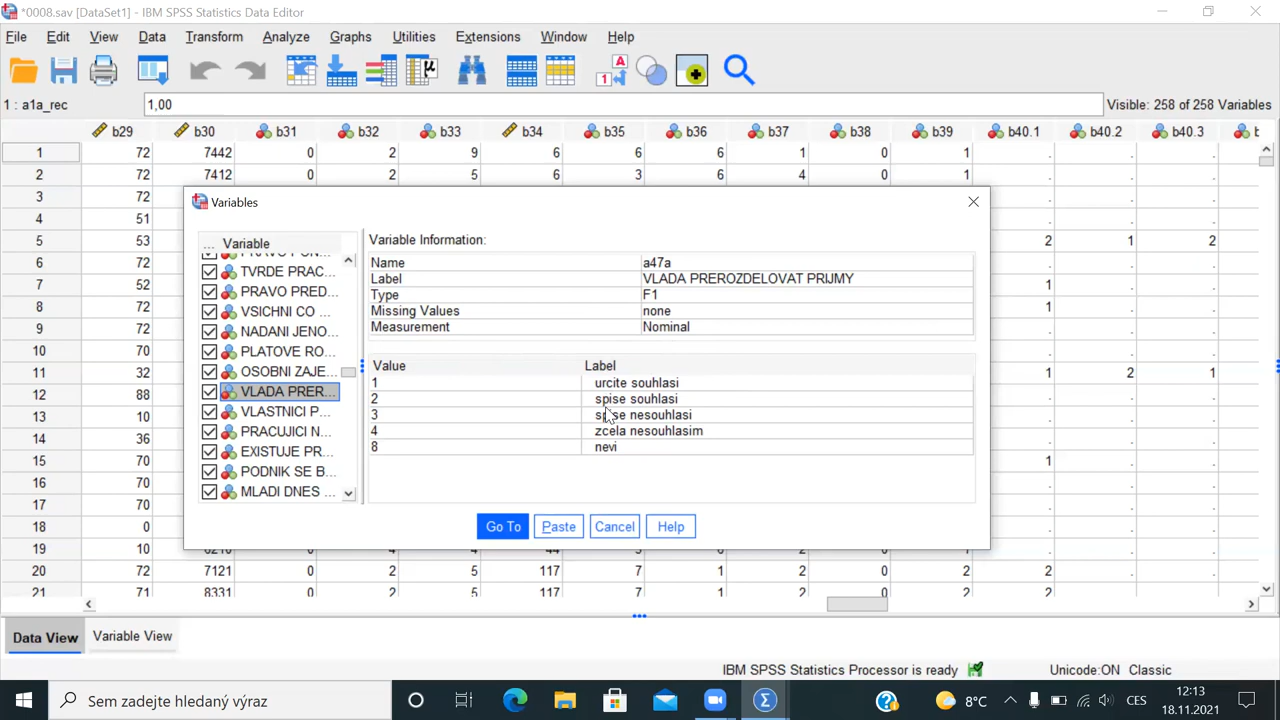 *0008.sav [DataSet1] - IBM SPSS Statistics Data Editor
File Edit View Data Transform Analyze Graphs Utilities Extensions Window Help
1 : a1a_rec 1,00 Visible: 258 of 258 Variables
b29 b30 b31 b32 b33 b34 b35 b36 b37 b38 b39 b40.1 b40.2 b40.3
1 72 7442 0 2 9 6 6 6 1 0 1 . . .
2 72 7412 0 2 5 6 3 6 4 0 1 . . .
3 72 . . .
4 51 . . .
5 53 2 1 2
6 72 . . .
7 52 1 . .
8 72 1 . .
9 72 . . .
10 70 . . .
11 32 1 2 1
12 88 . . .
13 10 . . .
14 36 . . .
15 70 1 . .
16 70 . . .
17 70 . . .
18 0 . . .
19 10
20 72 7121 0 2 5 117 7 1 2 0 2 2 . .
21 71 8331 0 2 5 117 7 1 2 0 2 2
Variables
... Variable
TVRDE PRAC...
PRAVO PRED...
VSICHNI CO ...
NADANI JENO...
PLATOVE RO...
OSOBNI ZAJE...
VLADA PRER...
VLASTNICI P...
PRACUJICI N...
EXISTUJE PR...
PODNIK SE B...
MLADI DNES ...
Variable Information:
Name a47a
Label VLADA PREROZDELOVAT PRIJMY
Type F1
Missing Values none
Measurement Nominal
Value Label
1 urcite souhlasi
2 spise souhlasi
3 spise nesouhlasi
4 zcela nesouhlasim
8 nevi
Go To Paste Cancel Help
Data View Variable View
IBM SPSS Statistics Processor is ready Unicode:ON Classic
Sem zadejte hledaný výraz
8°C CES 12:13
18.11.2021